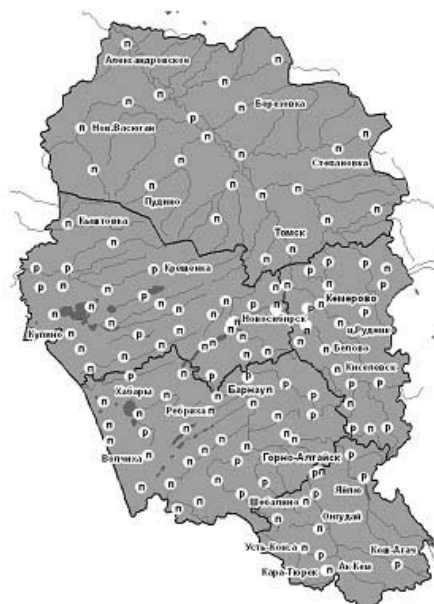 Александровское
Березовка
Нов.Васюган
Степановка
Пудино
Кыштовка
Томск
Крещенка
Кемерово
Новосибирск
Купино
ц.Рудник
Белово
Киселевск
Хабары
Барнаул
Ребриха
Волчиха
Горно-Алтайск
Яйлю
Шебалино
Онгудай
Усть-Кокса
Кош-Агач
Кара-Тюрек
Ак-Кем